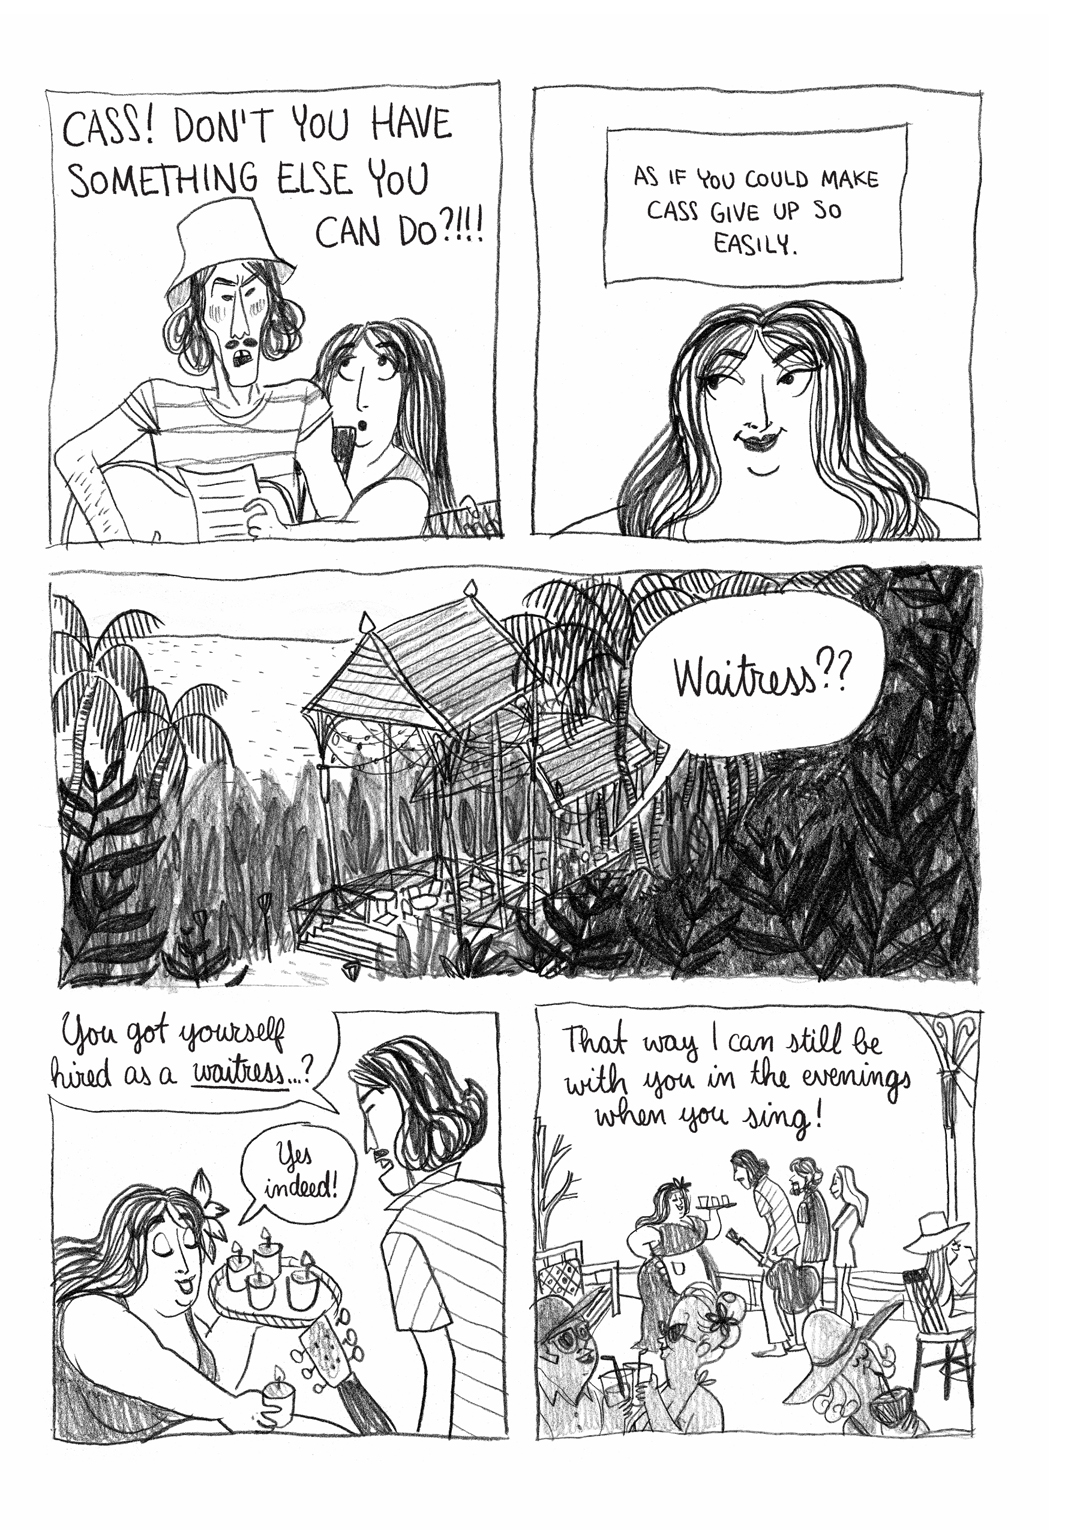 CASS! DON'T YOU HAVE
SOMETHING ELSE YOU
CAN DO?!!!
AS IF YOU COULD MAKE
CASS GIVE UP SO
EASILY.
Waitress??
You got yourself
hired as a waitress...?
Yes
indeed!
That way I can still be
with you in the evenings
when you sing!